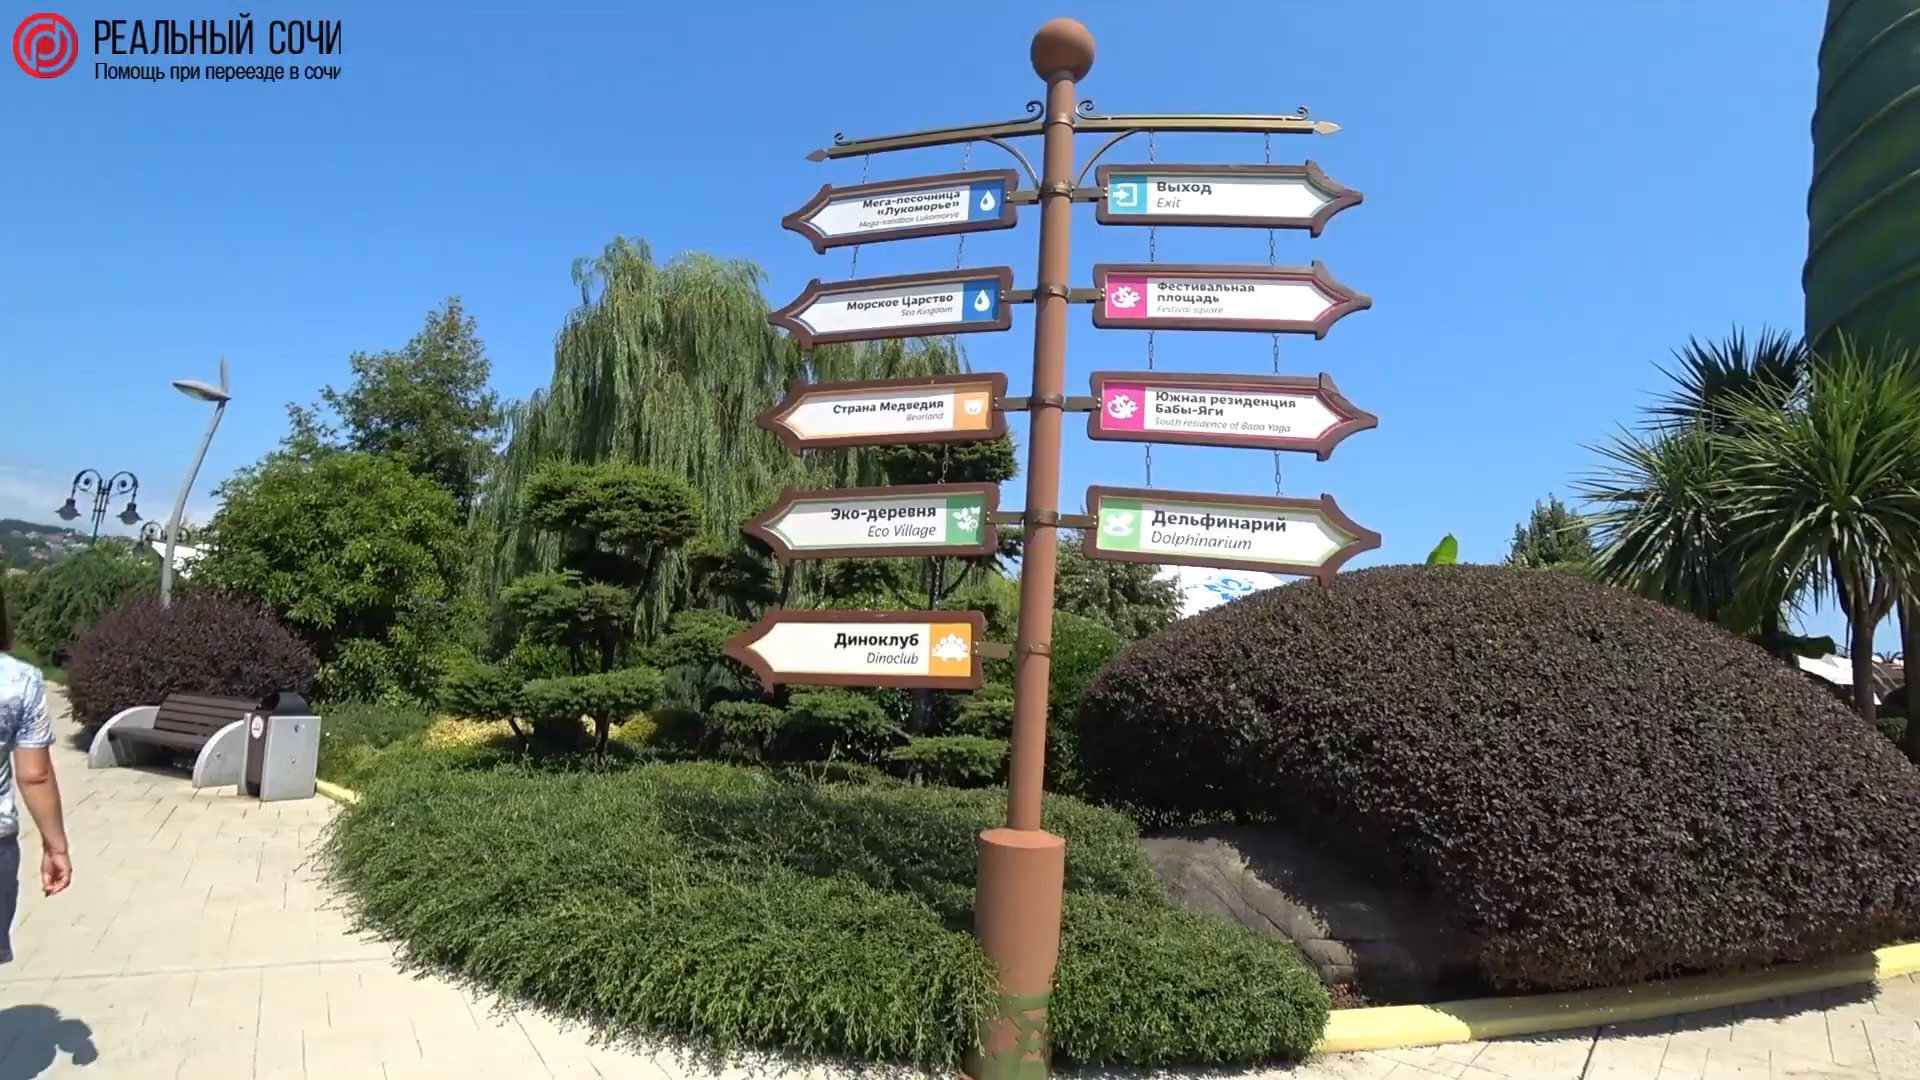 РЕАЛЬНЫЙ СОЧИ
Помощь при переезде в сочи
Мега-песочница
«Лукоморье»
Mega-sandbox Lukomorye
Морское Царство
Sea Kingdom
Страна Медведия
Bearland
Эко-деревня
Eco Village
Диноклуб
Dinoclub
Выход
Exit
Фестивальная
площадь
Festival square
Южная резиденция
Бабы-Яги
South residence of Baba Yaga
Дельфинарий
Dolphinarium